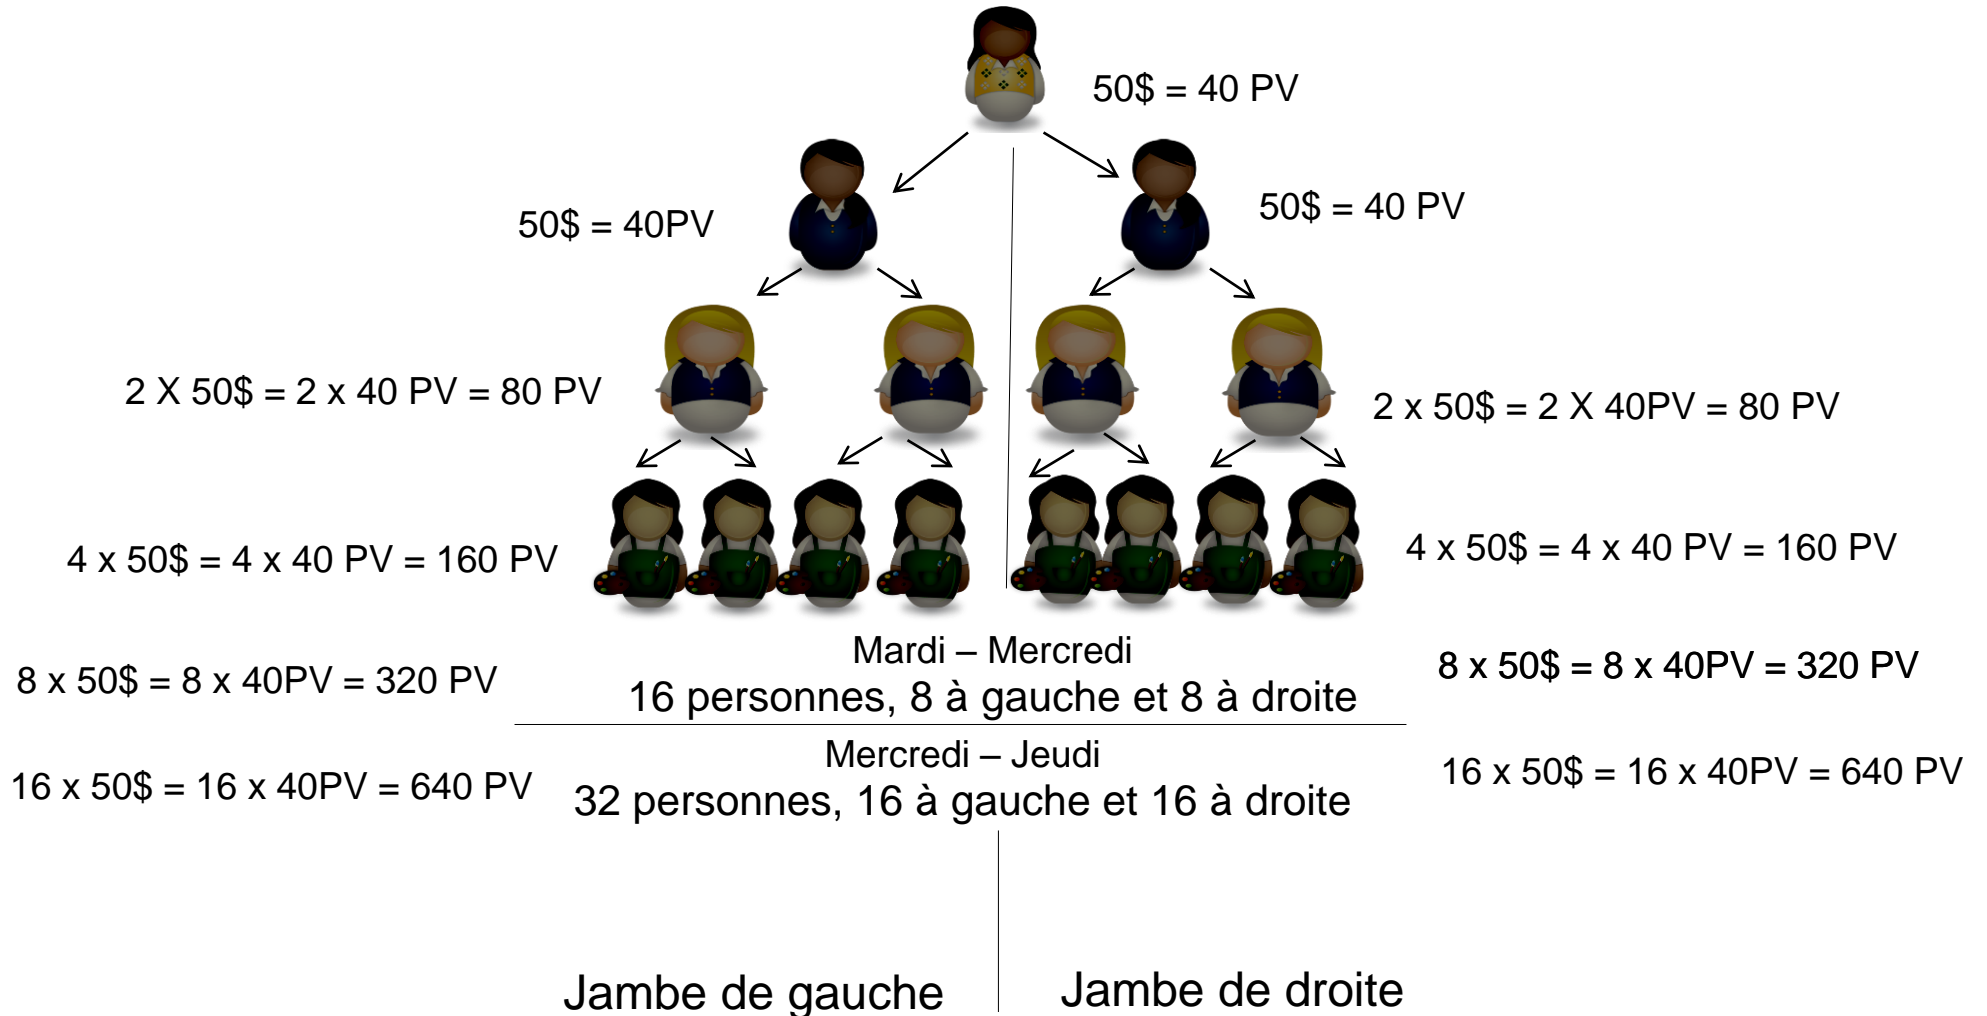 50$ = 40 PV
50$ = 40PV
50$ = 40 PV
2 X 50$ = 2 x 40 PV = 80 PV
2 x 50$ = 2 X 40PV = 80 PV
4 x 50$ = 4 x 40 PV = 160 PV
4 x 50$ = 4 x 40 PV = 160 PV
Mardi – Mercredi
8 x 50$ = 8 x 40PV = 320 PV
16 personnes, 8 à gauche et 8 à droite
8 x 50$ = 8 x 40PV = 320 PV
Mercredi – Jeudi
16 x 50$ = 16 x 40PV = 640 PV
32 personnes, 16 à gauche et 16 à droite
16 x 50$ = 16 x 40PV = 640 PV
Jambe de gauche
Jambe de droite